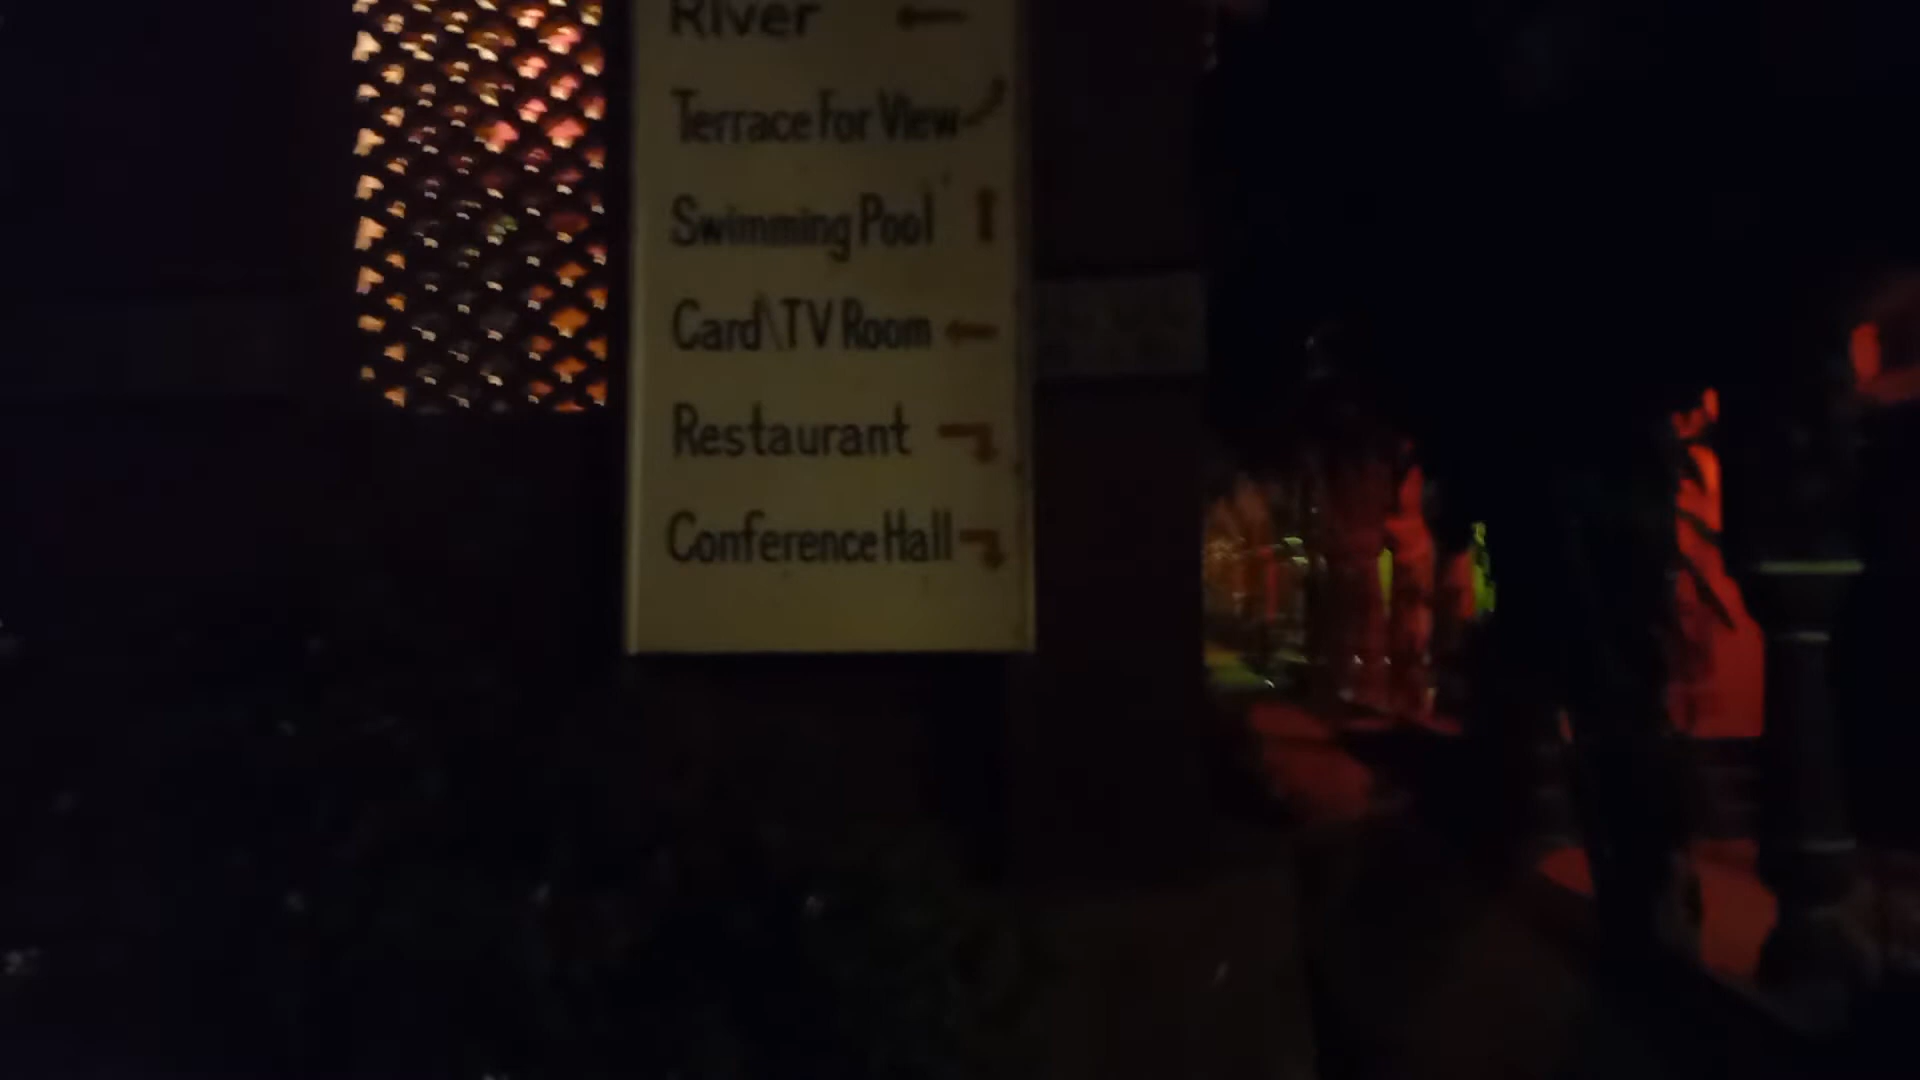 River
Terrace For View
Swimming Pool
Card\TV Room
Restaurant
Conference Hall